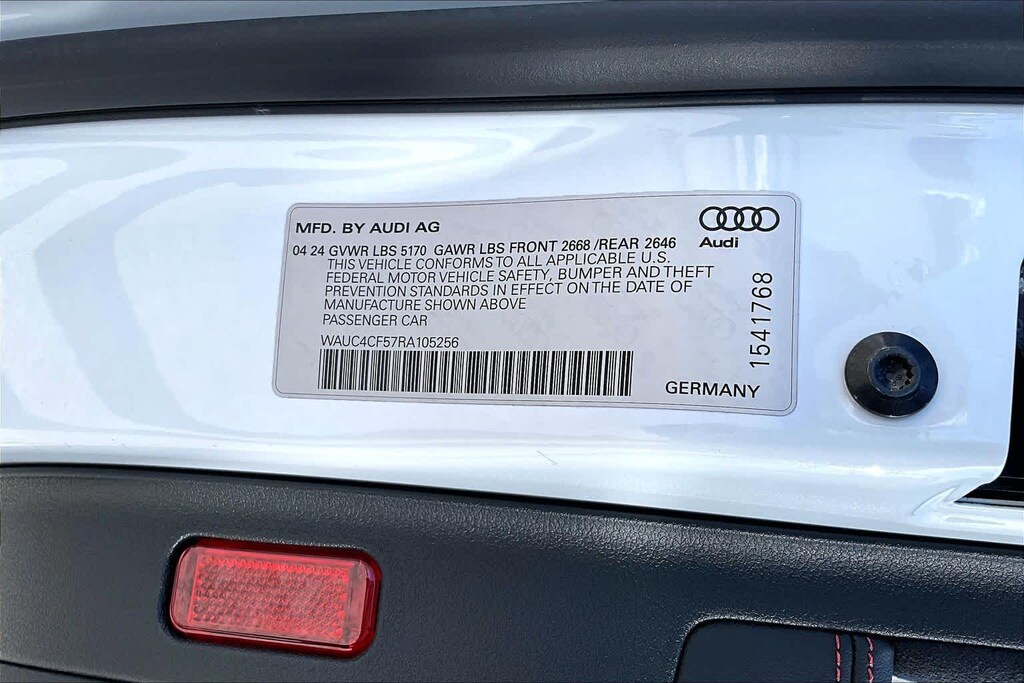 MFD. BY AUDI AG
04 24 GVWR LBS 5170 GAWR LBS FRONT 2668 /REAR 2646
THIS VEHICLE CONFORMS TO ALL APPLICABLE U.S.
FEDERAL MOTOR VEHICLE SAFETY, BUMPER AND THEFT
PREVENTION STANDARDS IN EFFECT ON THE DATE OF
MANUFACTURE SHOWN ABOVE
PASSENGER CAR
WAUC4CF57RA105256
Audi
1541768
GERMANY